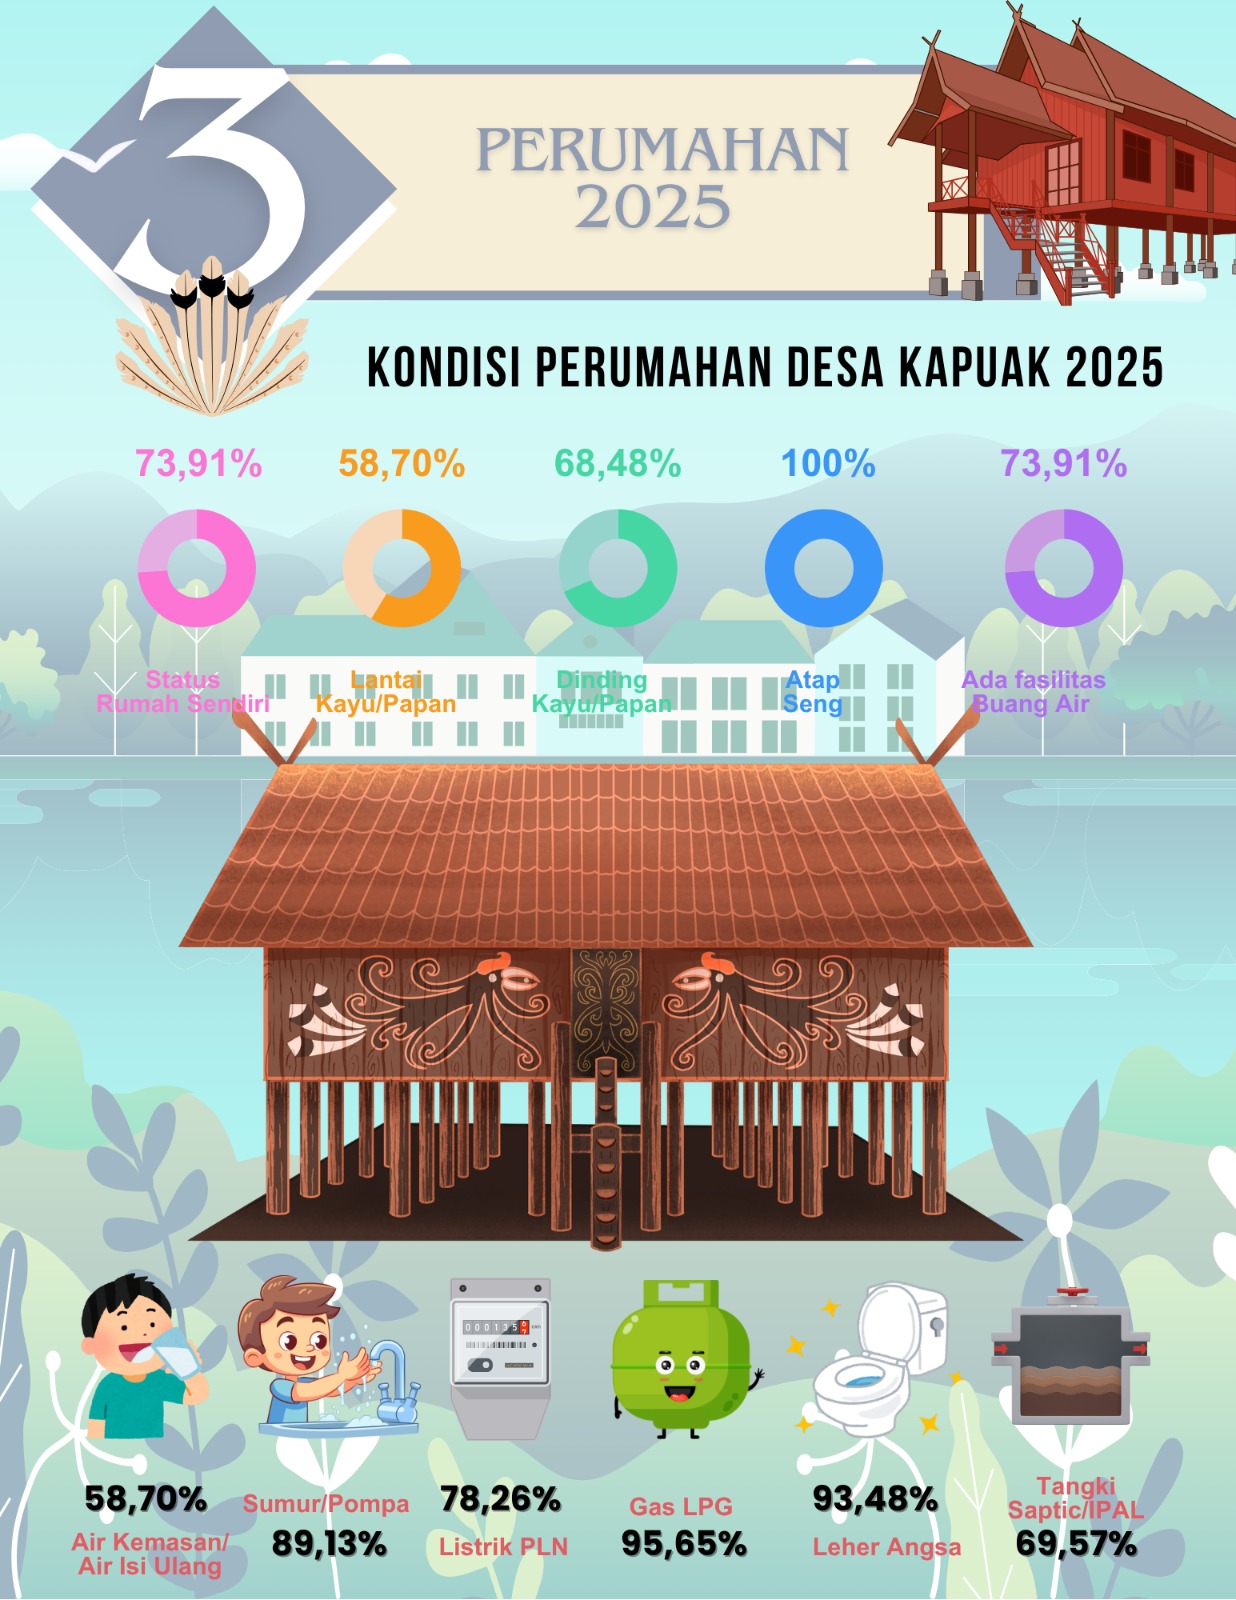 3
PERUMAHAN
2025
KONDISI PERUMAHAN DESA KAPUAK 2025
73,91%
58,70%
68,48%
100%
73,91%
Status
Rumah Sendiri
Lantai
Kayu/Papan
Dinding
Kayu/Papan
Atap
Seng
Ada fasilitas
Buang Air
58,70%
Air Kemasan/
Air Isi Ulang
Sumur/Pompa
89,13%
78,26%
Listrik PLN
Gas LPG
95,65%
93,48%
Leher Angsa
Tangki
Saptic/IPAL
69,57%